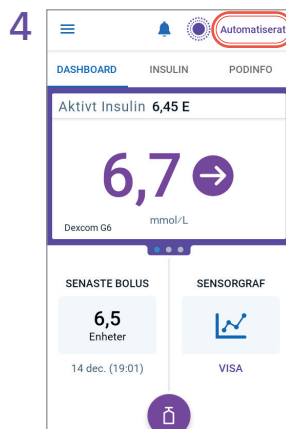 4
Automatiserat
DASHBOARD INSULIN PODINFO
Aktivt Insulin 6,45 E
6,7
mmol/L
Dexcom G6
SENASTE BOLUS SENSORGRAF
6,5
Enheter
14 dec. (19:01) VISA